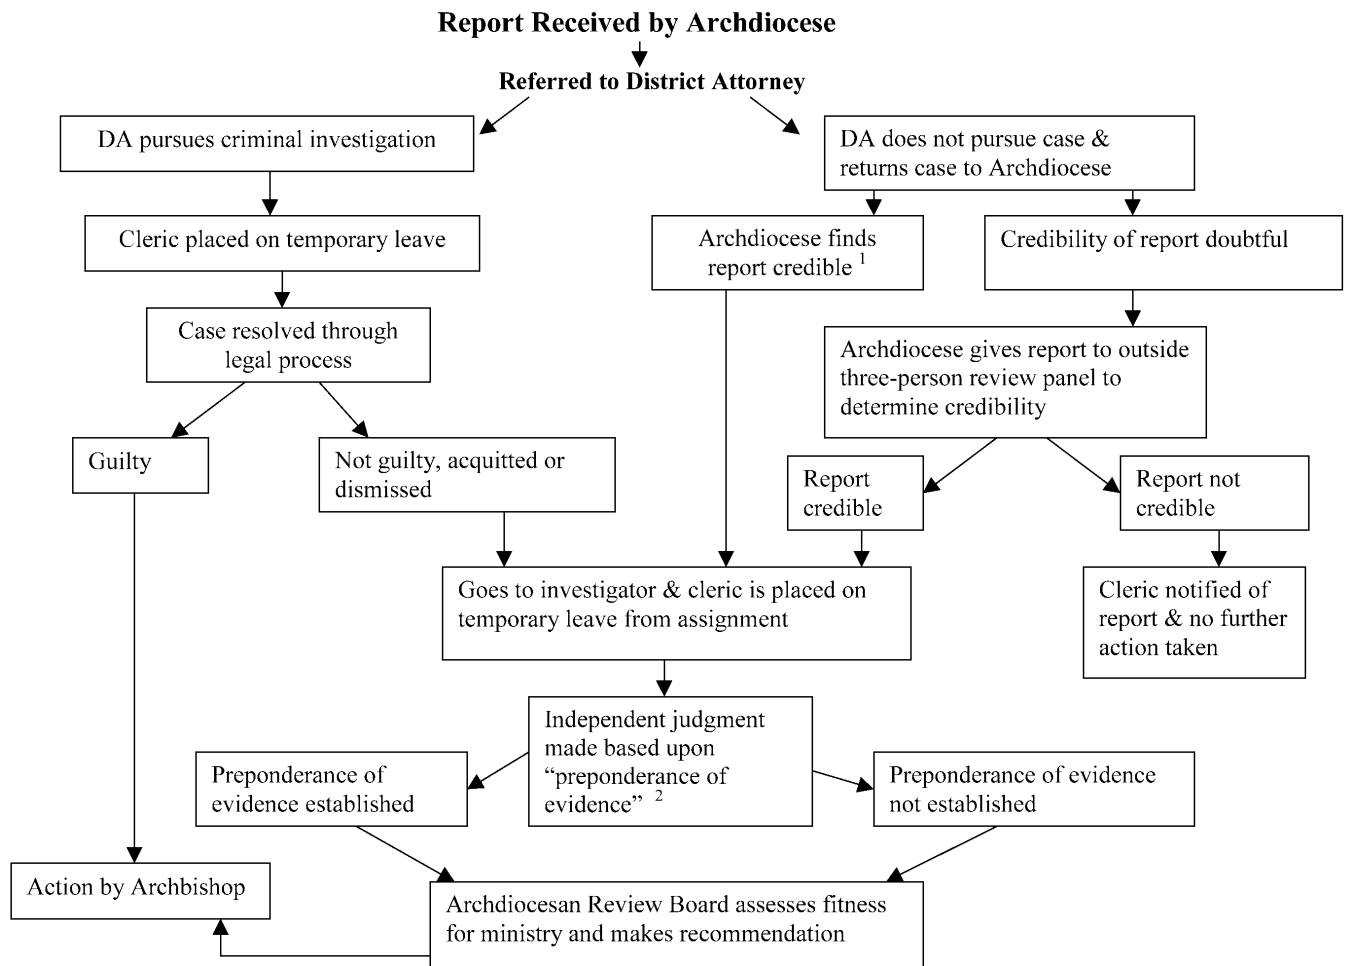 Report Received by Archdiocese
Referred to District Attorney
DA pursues criminal investigation
DA does not pursue case &
returns case to Archdiocese
Cleric placed on temporary leave
Archdiocese finds
report credible 1
Credibility of report doubtful
Case resolved through
legal process
Archdiocese gives report to outside
three-person review panel to
determine credibility
Guilty
Not guilty, acquitted or
dismissed
Report
credible
Report not
credible
Goes to investigator & cleric is placed on
temporary leave from assignment
Cleric notified of
report & no further
action taken
Independent judgment
made based upon
“preponderance of
evidence” 2
Preponderance of
evidence established
Preponderance of evidence
not established
Action by Archbishop
Archdiocesan Review Board assesses fitness
for ministry and makes recommendation